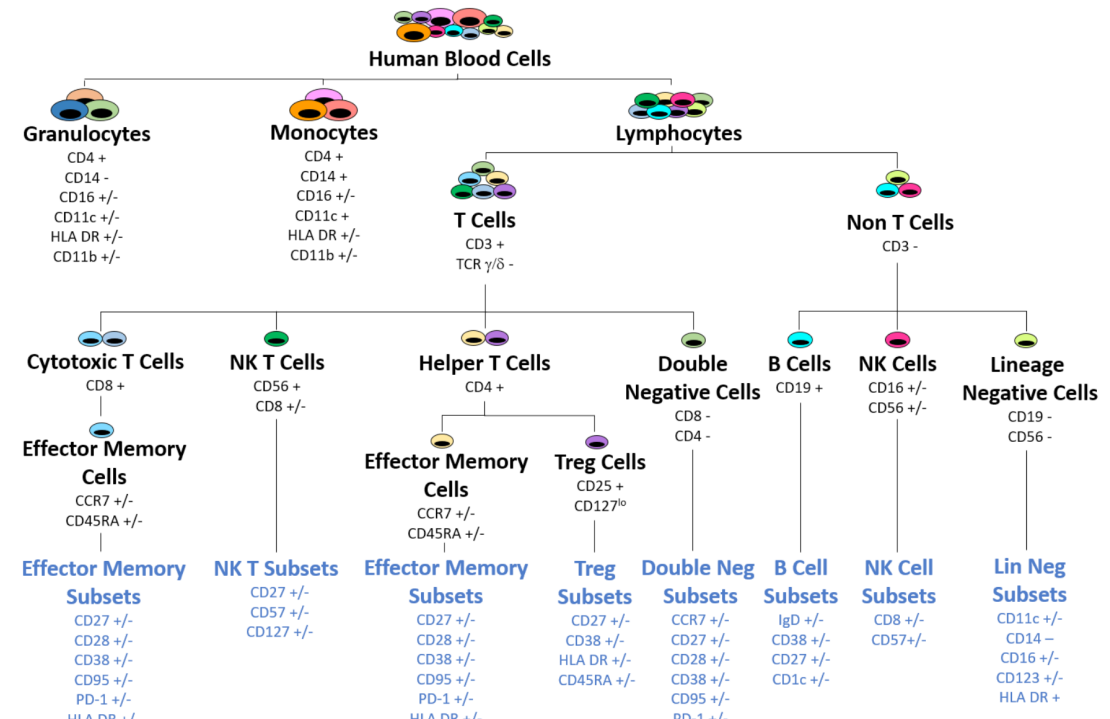 Human Blood Cells
Granulocytes
CD4 +
CD14 -
CD16 +/-
CD11c +/-
HLA DR +/-
CD11b +/-
Monocytes
CD4 +
CD14 +
CD16 +/-
CD11c +
HLA DR +/-
CD11b +/-
Lymphocytes
T Cells
CD3 +
TCR γ/δ -
Non T Cells
CD3 -
Cytotoxic T Cells
CD8 +
Effector Memory
Cells
CCR7 +/-
CD45RA +/-
Effector Memory
Subsets
CD27 +/-
CD28 +/-
CD38 +/-
CD95 +/-
PD-1 +/-
HLA DR +/-
NK T Cells
CD56 +
CD8 +/-
NK T Subsets
CD27 +/-
CD57 +/-
CD127 +/-
Helper T Cells
CD4 +
Effector Memory
Cells
CCR7 +/-
CD45RA +/-
Effector Memory
Subsets
CD27 +/-
CD28 +/-
CD38 +/-
CD95 +/-
PD-1 +/-
HLA DR +/-
Treg Cells
CD25 +
CD127lo
Treg
Subsets
CD27 +/-
CD38 +/-
HLA DR +/-
CD45RA +/-
Double
Negative Cells
CD8 -
CD4 -
Double Neg
Subsets
CCR7 +/-
CD27 +/-
CD28 +/-
CD38 +/-
CD95 +/-
PD-1 +/-
B Cells
CD19 +
B Cell
Subsets
IgD +/-
CD38 +/-
CD27 +/-
CD1c +/-
NK Cells
CD16 +/-
CD56 +/-
NK Cell
Subsets
CD8 +/-
CD57+/-
Lineage
Negative Cells
CD19 -
CD56 -
Lin Neg
Subsets
CD11c +/-
CD14 –
CD16 +/-
CD123 +/-
HLA DR +